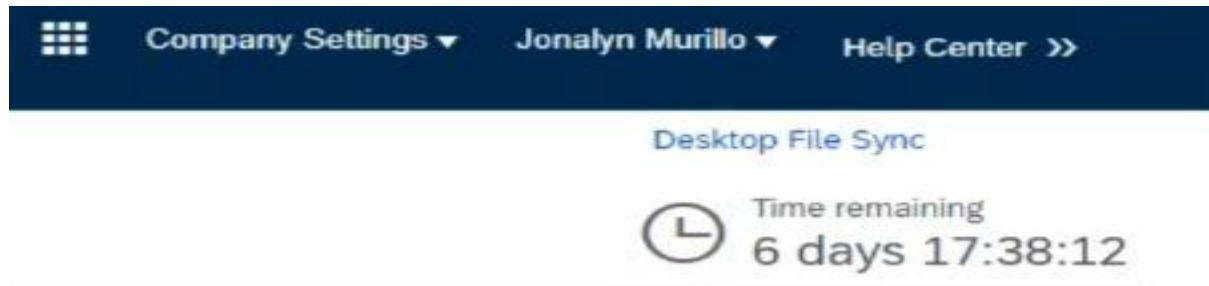 Company Settings ▾ Jonalyn Murillo ▾ Help Center >>
Desktop File Sync
Time remaining
6 days 17:38:12